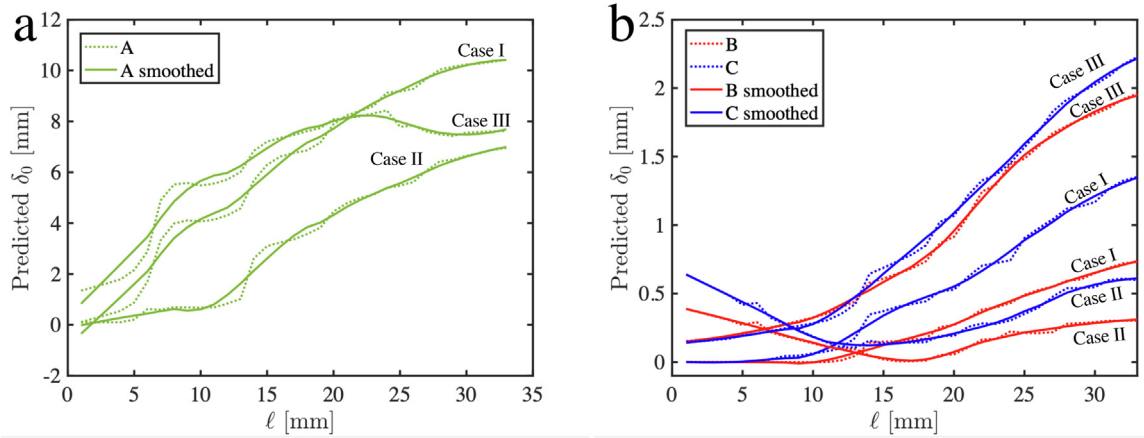 a
12
10
8
6
4
2
0
-2
Predicted δ0 [mm]
A
A smoothed
Case I
Case III
Case II
0 5 10 15 20 25 30 35
ℓ [mm]
b
2.5
2
1.5
1
0.5
0
Predicted δ0 [mm]
B
C
B smoothed
C smoothed
Case III
Case III
Case I
Case I
Case II
Case II
0 5 10 15 20 25 30
ℓ [mm]